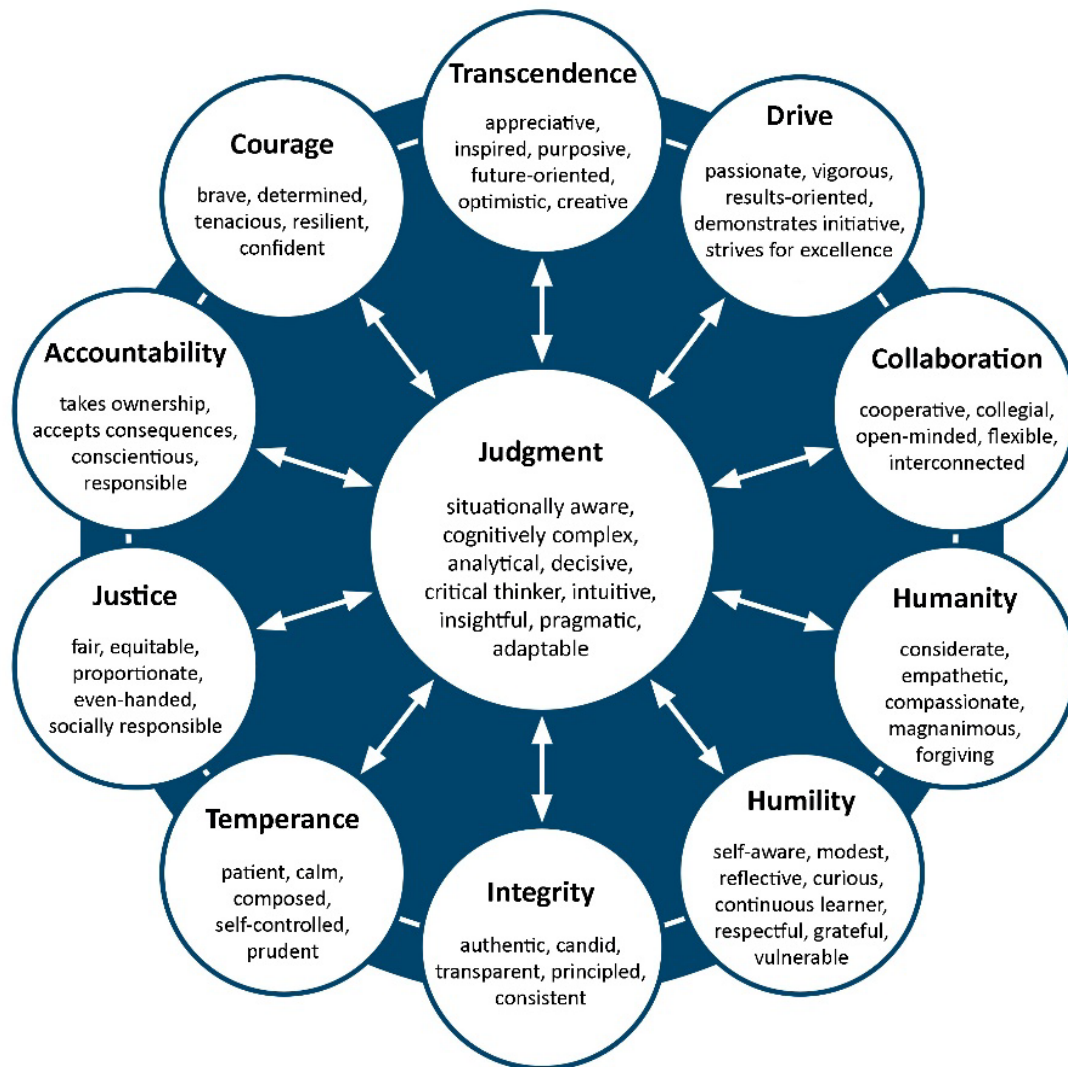 Transcendence
appreciative,
inspired, purposive,
future-oriented,
optimistic, creative
Drive
passionate, vigorous,
results-oriented,
demonstrates initiative,
strives for excellence
Collaboration
cooperative, collegial,
open-minded, flexible,
interconnected
Humanity
considerate,
empathetic,
compassionate,
magnanimous,
forgiving
Humility
self-aware, modest,
reflective, curious,
continuous learner,
respectful, grateful,
vulnerable
Integrity
authentic, candid,
transparent, principled,
consistent
Temperance
patient, calm,
composed,
self-controlled,
prudent
Justice
fair, equitable,
proportionate,
even-handed,
socially responsible
Accountability
takes ownership,
accepts consequences,
conscientious,
responsible
Courage
brave, determined,
tenacious, resilient,
confident
Judgment
situationally aware,
cognitively complex,
analytical, decisive,
critical thinker, intuitive,
insightful, pragmatic,
adaptable